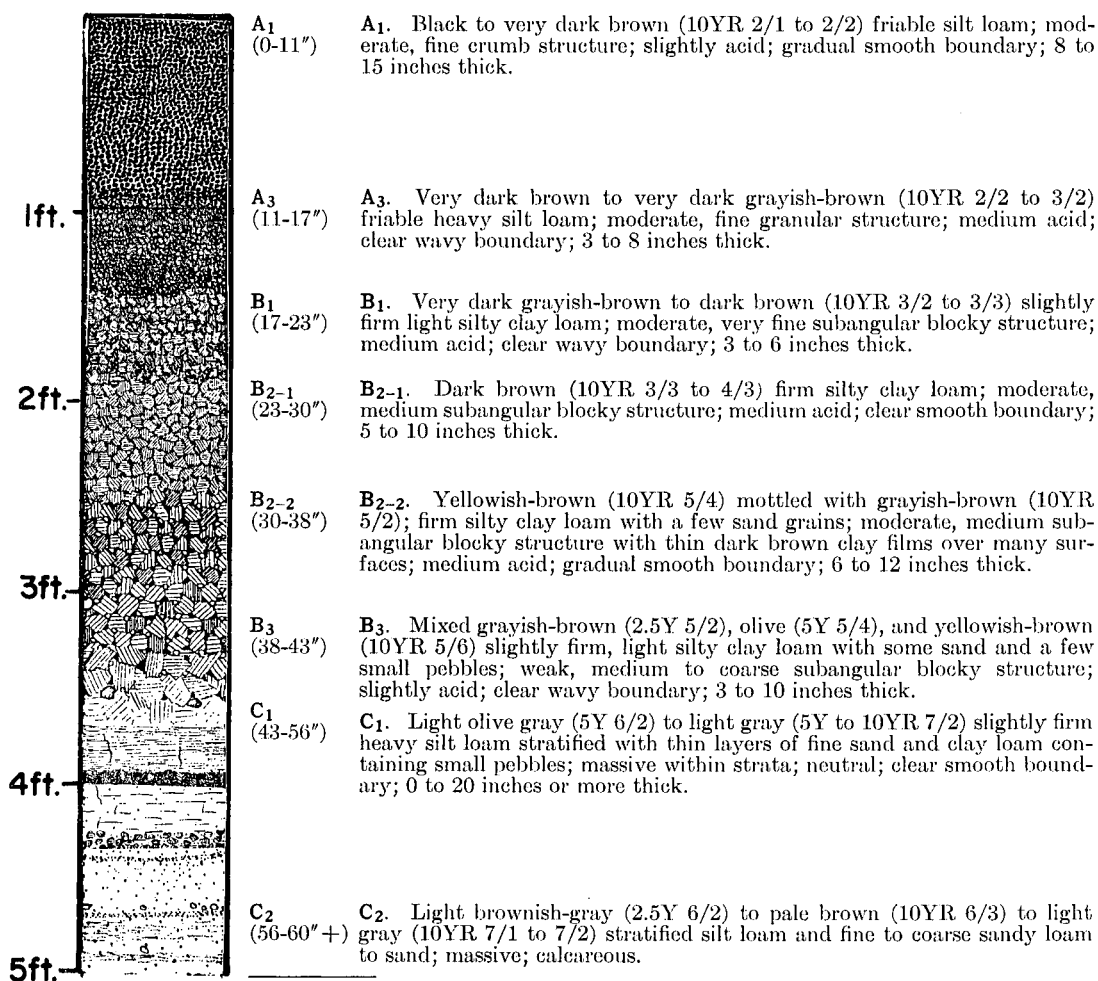 A1 A1. Black to very dark brown (10YR 2/1 to 2/2) friable silt loam; mod-
(0-11″) erate, fine crumb structure; slightly acid; gradual smooth boundary; 8 to
15 inches thick.
A3 A3. Very dark brown to very dark grayish-brown (10YR 2/2 to 3/2)
1ft. (11-17″) friable heavy silt loam; moderate, fine granular structure; medium acid;
clear wavy boundary; 3 to 8 inches thick.
B1 B1. Very dark grayish-brown to dark brown (10YR 3/2 to 3/3) slightly
(17-23″) firm light silty clay loam; moderate, very fine subangular blocky structure;
medium acid; clear wavy boundary; 3 to 6 inches thick.
2ft. B2-1 B2-1. Dark brown (10YR 3/3 to 4/3) firm silty clay loam; moderate,
(23-30″) medium subangular blocky structure; medium acid; clear smooth boundary;
5 to 10 inches thick.
B2-2 B2-2. Yellowish-brown (10YR 5/4) mottled with grayish-brown (10YR
(30-38″) 5/2); firm silty clay loam with a few sand grains; moderate, medium sub-
angular blocky structure with thin dark brown clay films over many sur-
faces; medium acid; gradual smooth boundary; 6 to 12 inches thick.
3ft.
B3 B3. Mixed grayish-brown (2.5Y 5/2), olive (5Y 5/4), and yellowish-brown
(38-43″) (10YR 5/6) slightly firm, light silty clay loam with some sand and a few
small pebbles; weak, medium to coarse subangular blocky structure;
slightly acid; clear wavy boundary; 3 to 10 inches thick.
C1 C1. Light olive gray (5Y 6/2) to light gray (5Y to 10YR 7/2) slightly firm
(43-56″) heavy silt loam stratified with thin layers of fine sand and clay loam con-
taining small pebbles; massive within strata; neutral; clear smooth bound-
4ft. ary; 0 to 20 inches or more thick.
C2 C2. Light brownish-gray (2.5Y 6/2) to pale brown (10YR 6/3) to light
(56-60″+) gray (10YR 7/1 to 7/2) stratified silt loam and fine to coarse sandy loam
5ft. to sand; massive; calcareous.